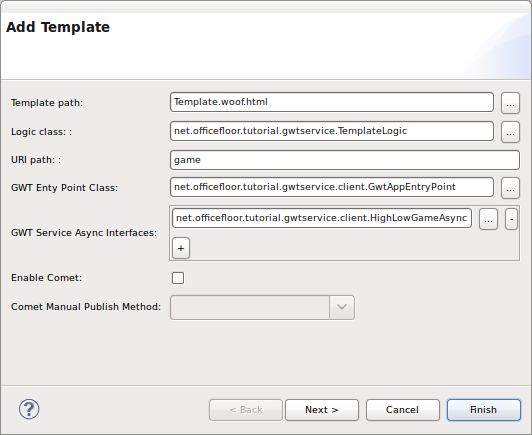 Add Template
Template path: Template.woof.html ...
Logic class: : net.officefloor.tutorial.gwtservice.TemplateLogic ...
URI path: : game
GWT Enty Point Class: net.officefloor.tutorial.gwtservice.client.GwtAppEntryPoint ...
GWT Service Async Interfaces: net.officefloor.tutorial.gwtservice.client.HighLowGameAsync ... -
+
Enable Comet:
Comet Manual Publish Method:
? < Back Next > Cancel Finish